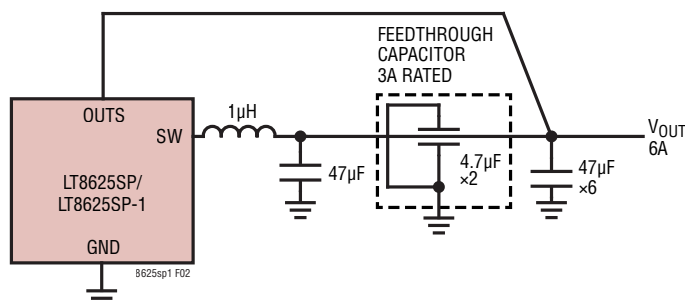 FEEDTHROUGH
CAPACITOR
3A RATED
OUTS
SW
1µH
LT8625SP/
LT8625SP-1
GND
47µF
4.7µF
×2
47µF
×6
VOUT
6A
8625sp1 F02